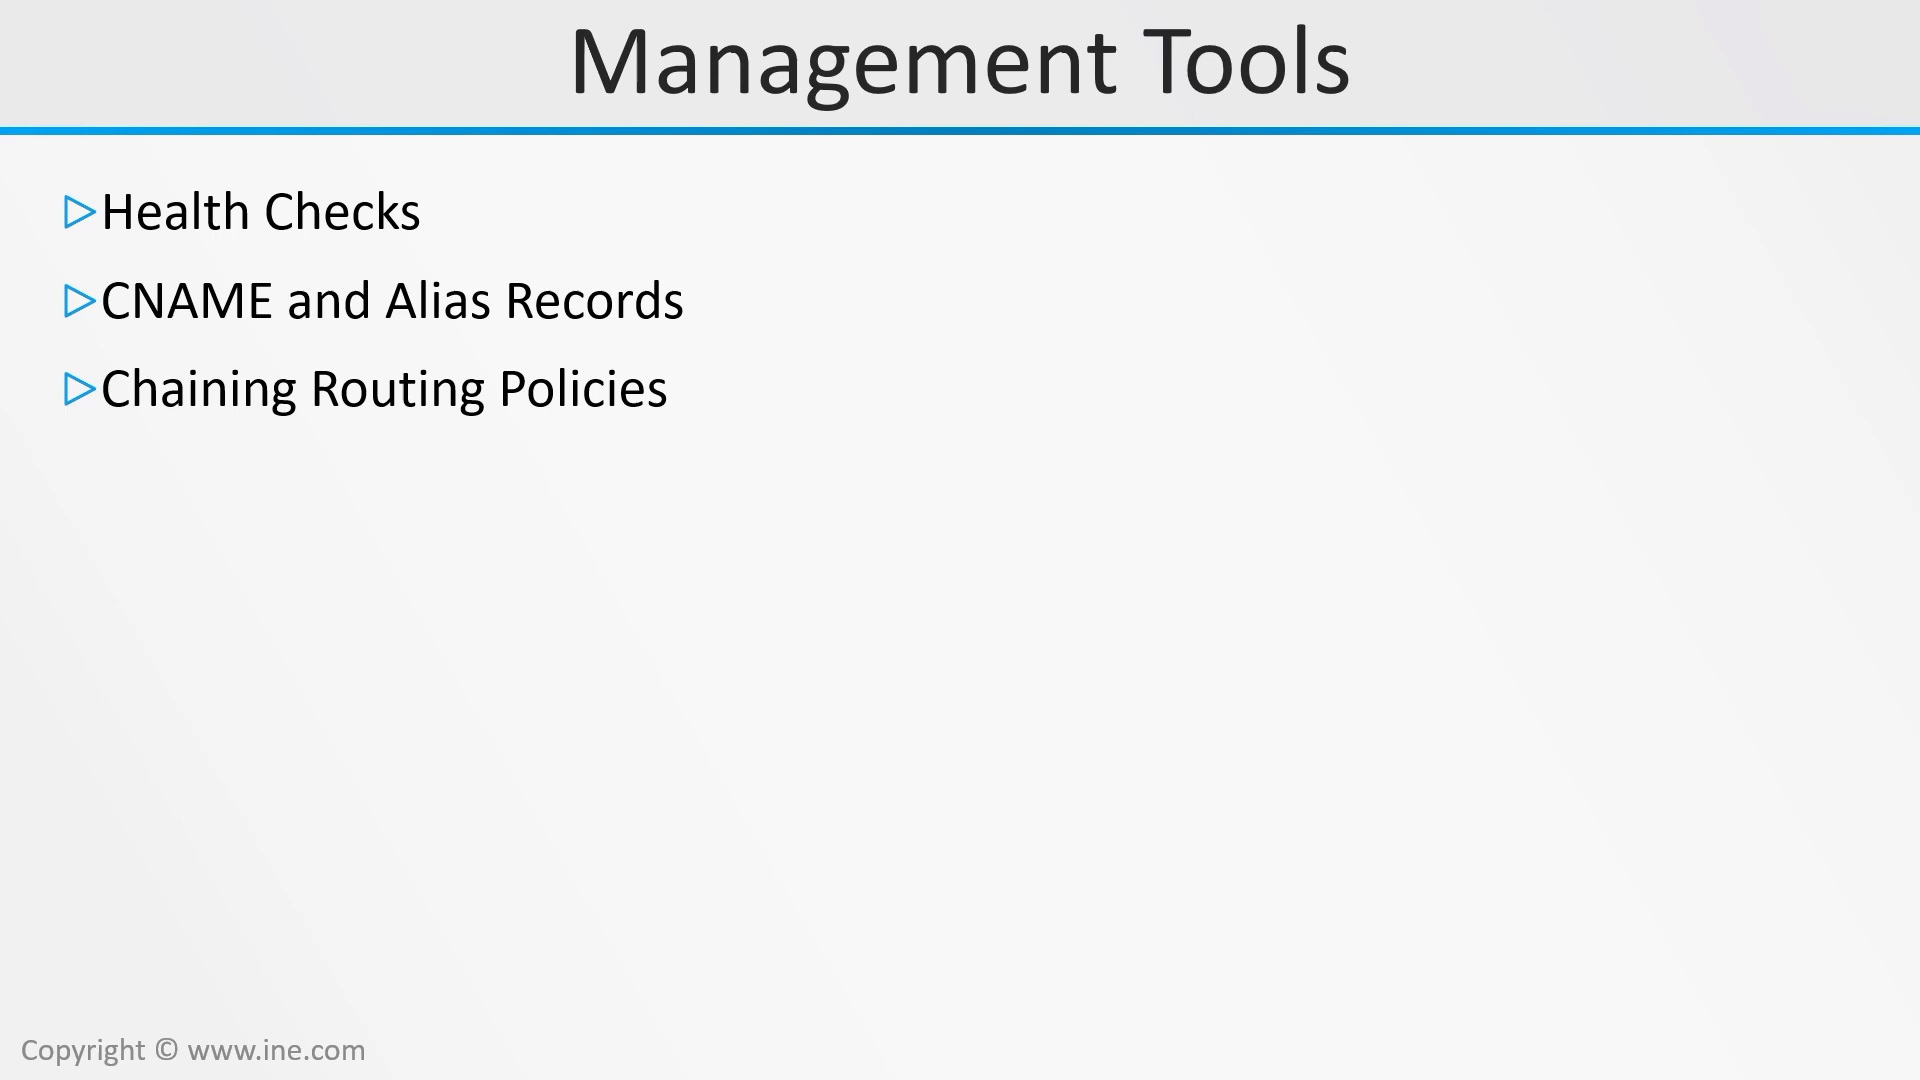 Management Tools
Health Checks
CNAME and Alias Records
Chaining Routing Policies
Copyright © www.ine.com